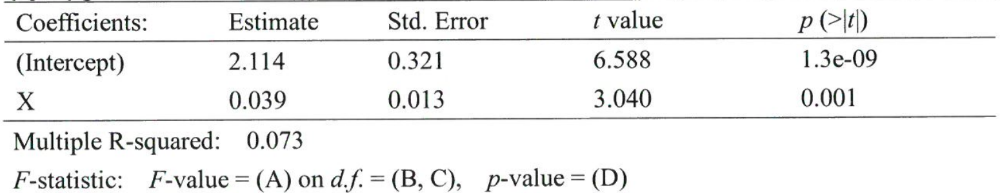 Coefficients: Estimate Std. Error t value p (>|t|)
(Intercept) 2.114 0.321 6.588 1.3e-09
X 0.039 0.013 3.040 0.001
Multiple R-squared: 0.073
F-statistic: F-value = (A) on d.f. = (B, C), p-value = (D)